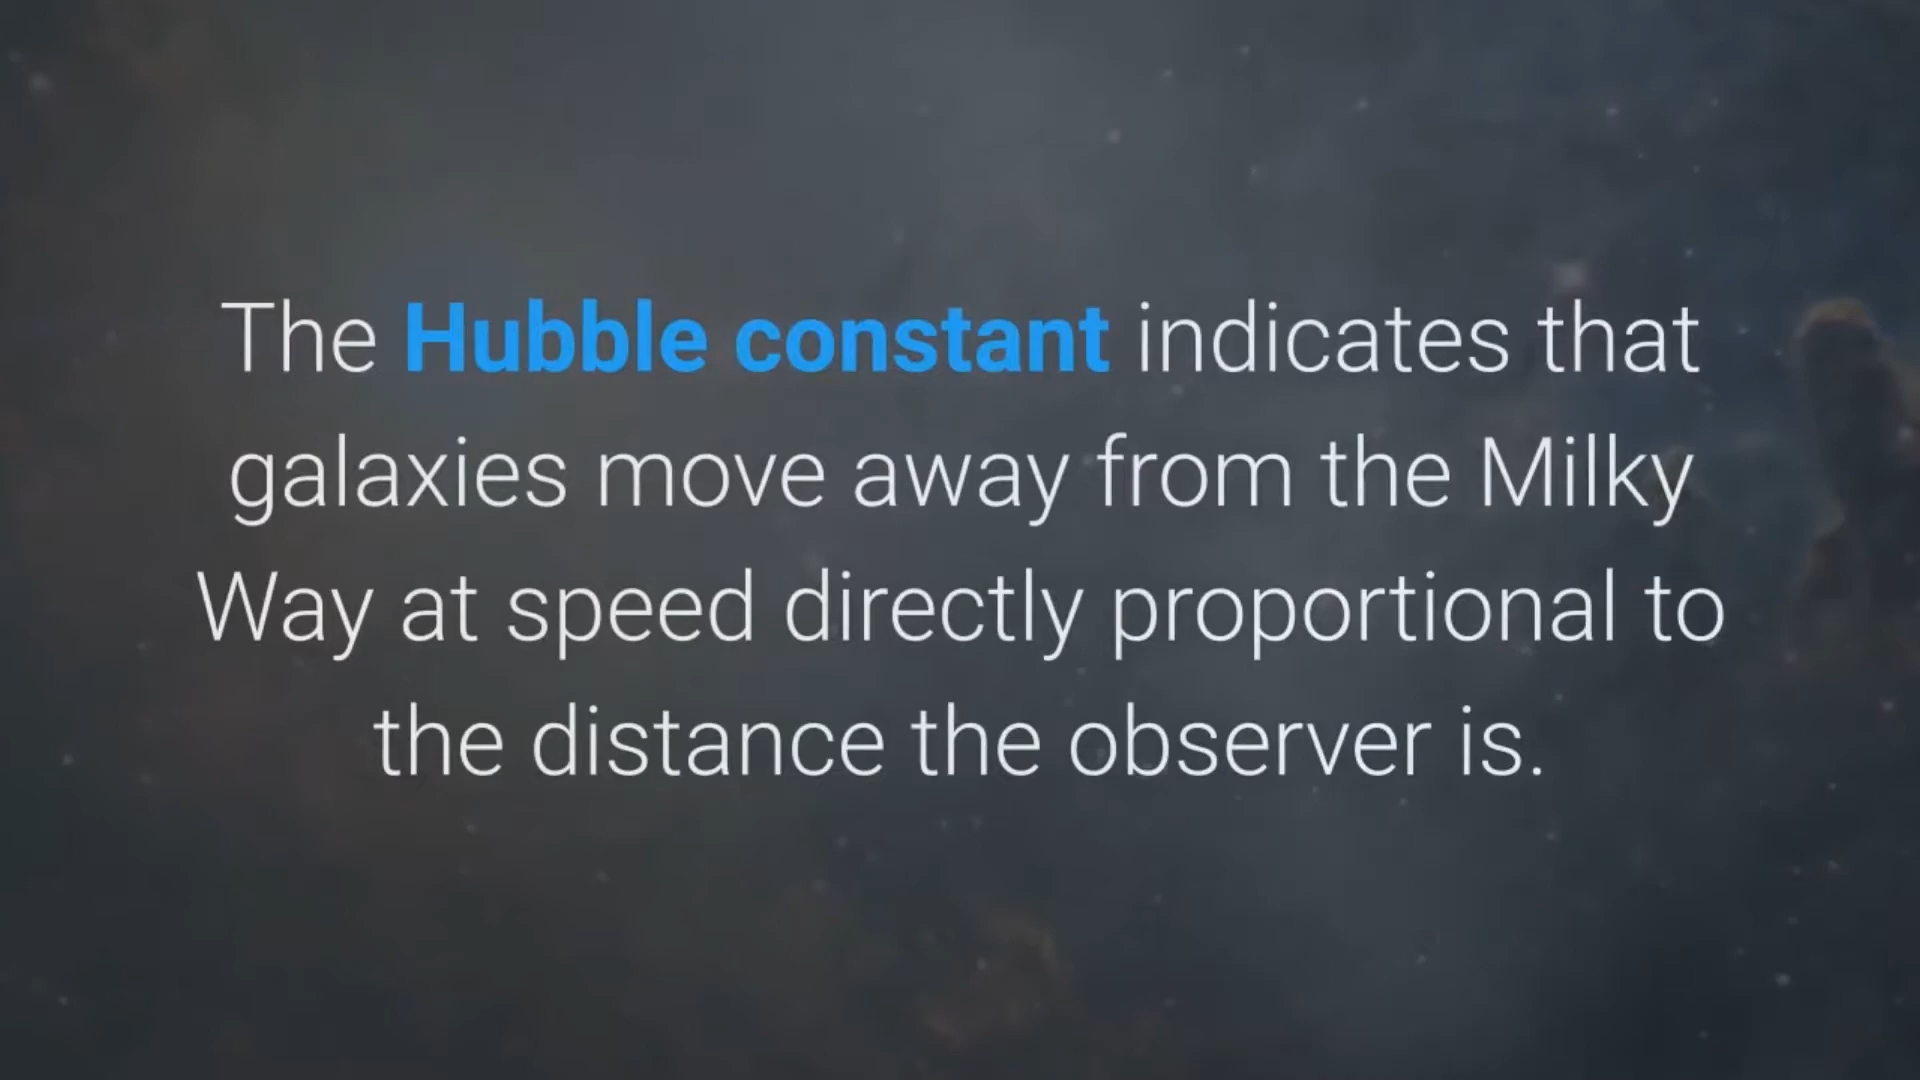 The Hubble constant indicates that
galaxies move away from the Milky
Way at speed directly proportional to
the distance the observer is.